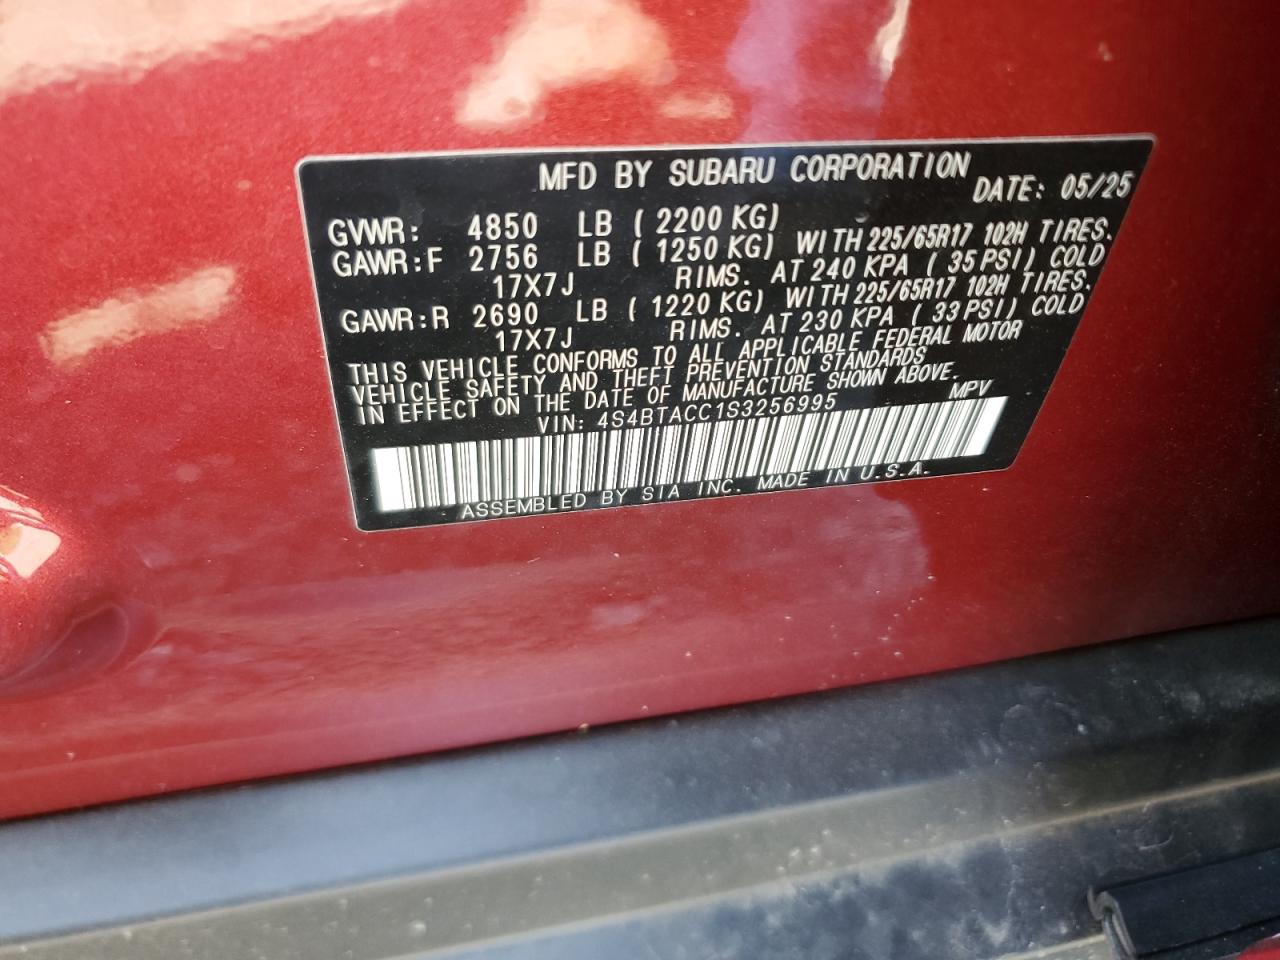 MFD BY SUBARU CORPORATION DATE: 05/25
GVWR: 4850 LB ( 2200 KG)
GAWR:F 2756 LB ( 1250 KG) WITH 225/65R17 102H TIRES.
17X7J RIMS. AT 240 KPA ( 35 PSI) COLD
GAWR:R 2690 LB ( 1220 KG) WITH 225/65R17 102H TIRES.
17X7J RIMS. AT 230 KPA ( 33 PSI) COLD
THIS VEHICLE CONFORMS TO ALL APPLICABLE FEDERAL MOTOR
VEHICLE SAFETY AND THEFT PREVENTION STANDARDS
IN EFFECT ON THE DATE OF MANUFACTURE SHOWN ABOVE.
VIN: 4S4BTACC1S3256995 MPV
ASSEMBLED BY SIA INC. MADE IN U.S.A.